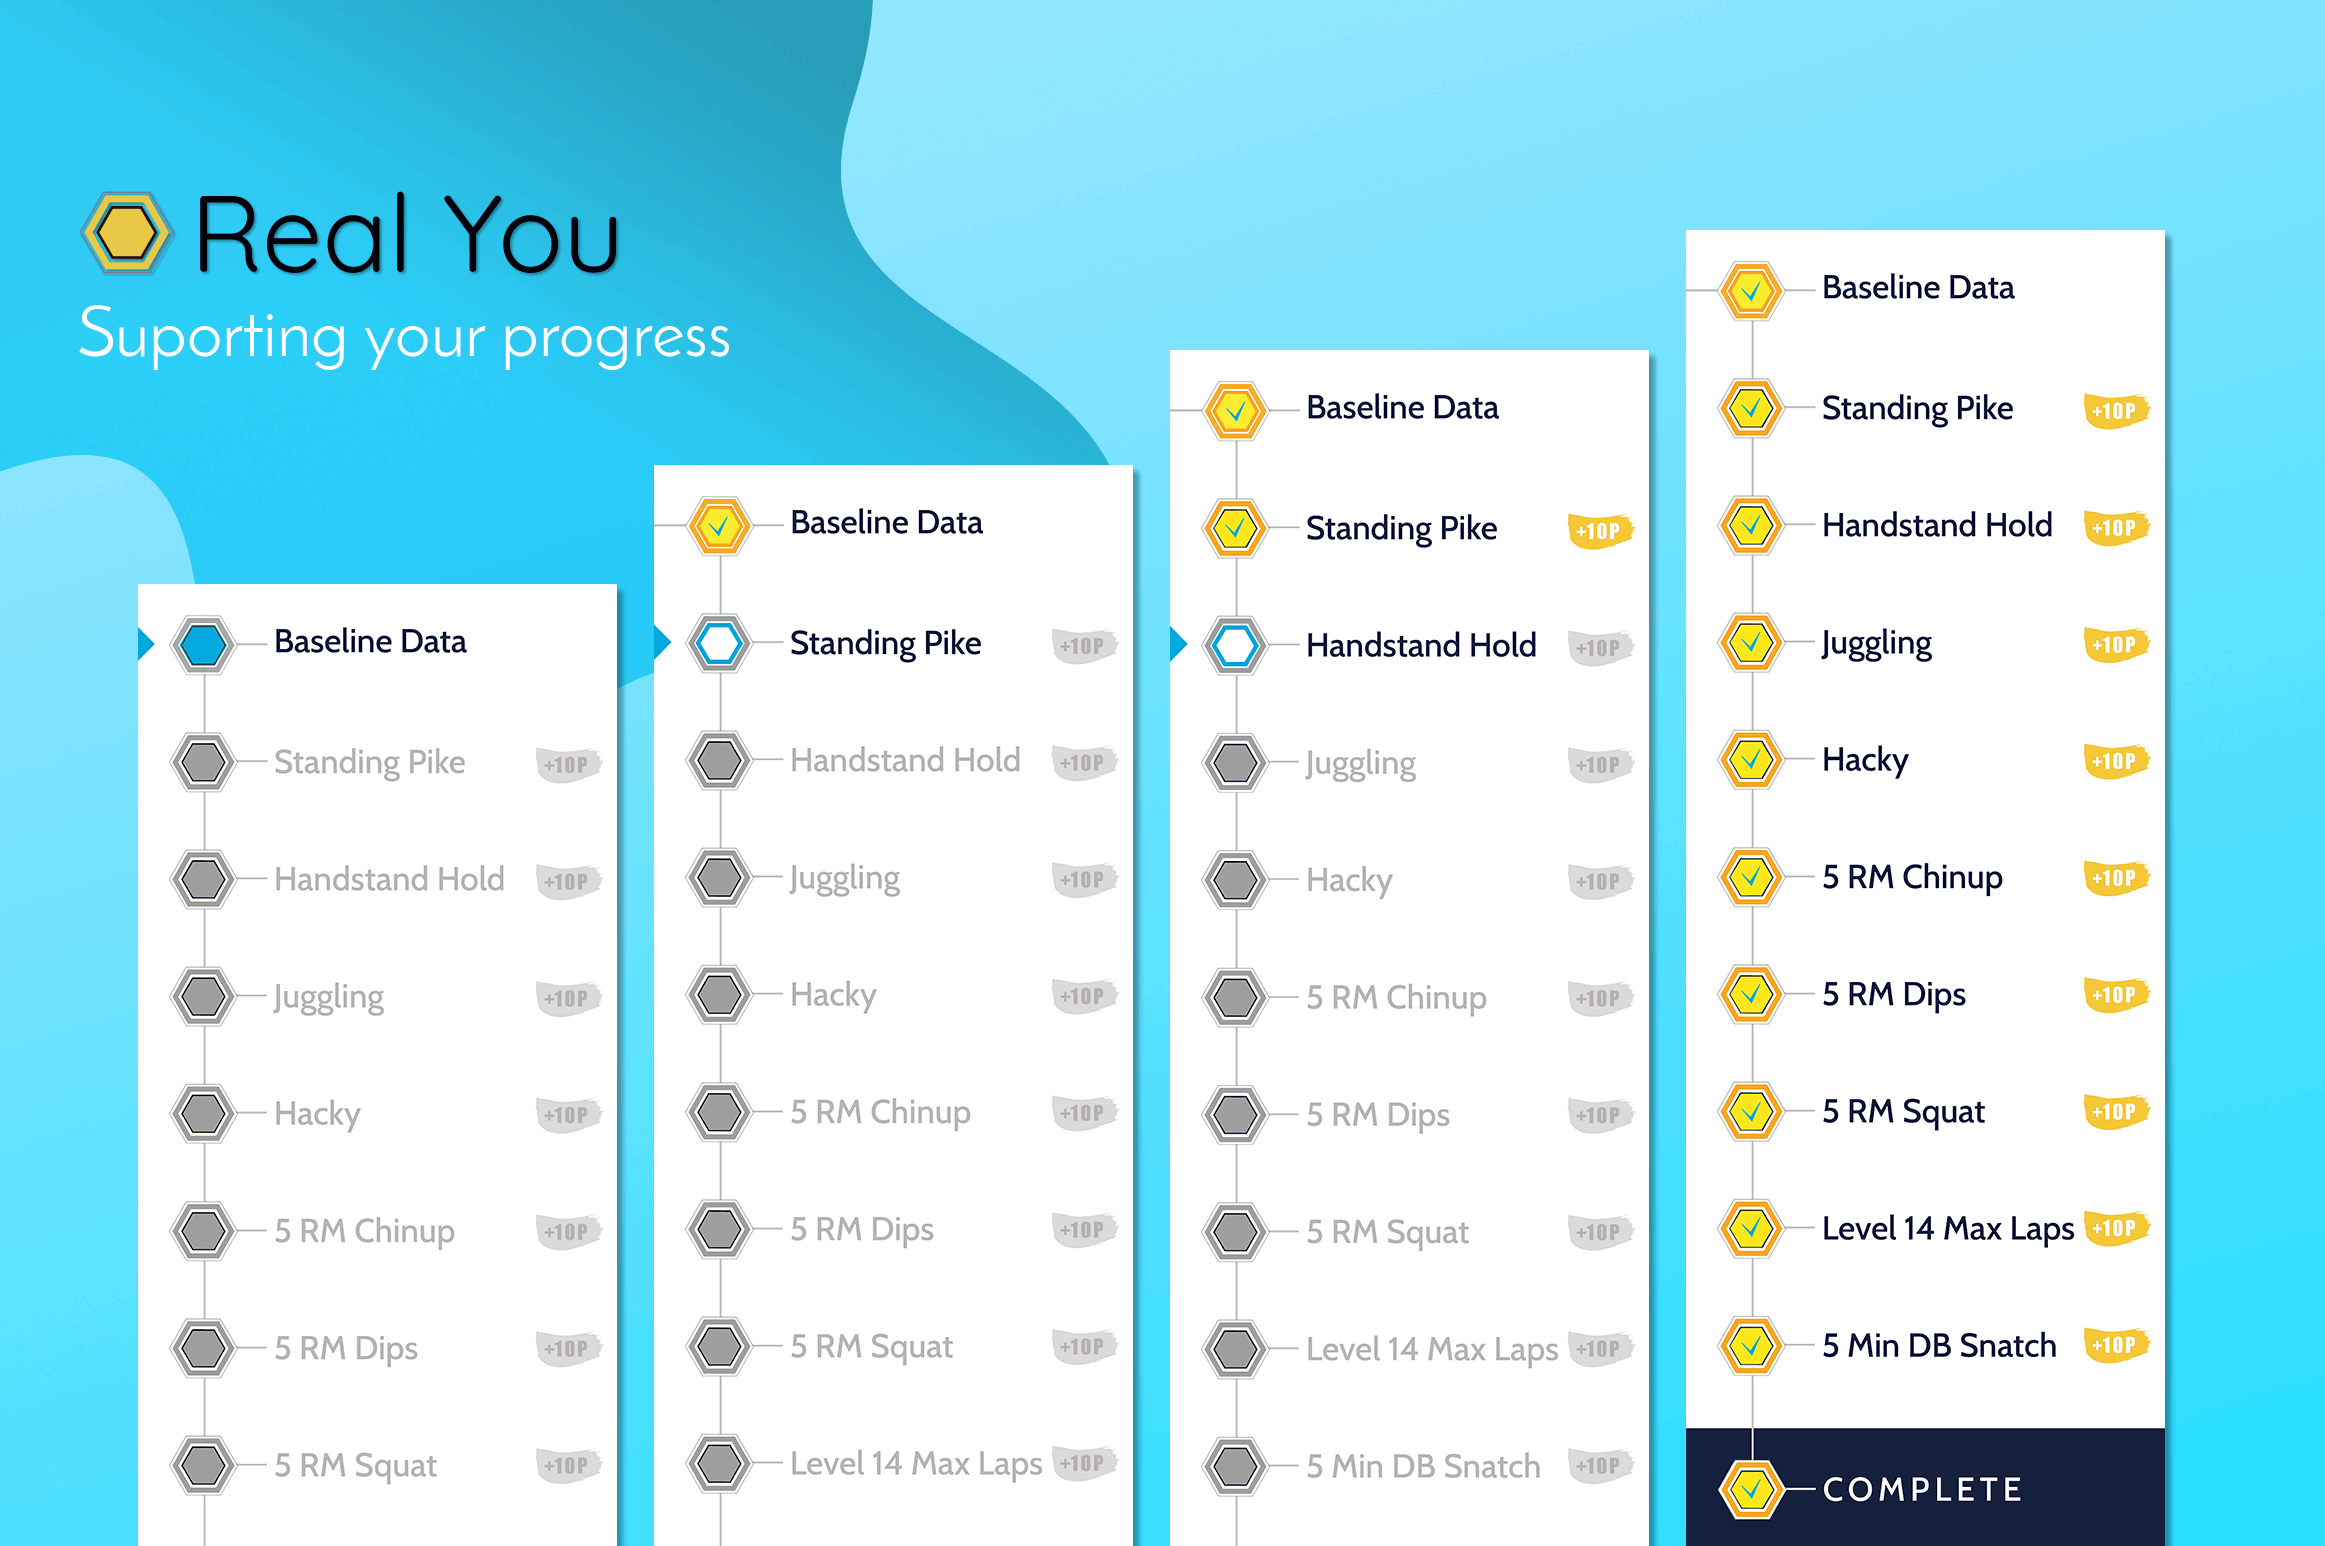 Real You
Suporting your progress
Baseline Data
Standing Pike +10P
Handstand Hold +10P
Juggling +10P
Hacky +10P
5 RM Chinup +10P
5 RM Dips +10P
5 RM Squat +10P
Baseline Data
Standing Pike +10P
Handstand Hold +10P
Juggling +10P
Hacky +10P
5 RM Chinup +10P
5 RM Dips +10P
5 RM Squat +10P
Level 14 Max Laps +10P
Baseline Data
Standing Pike +10P
Handstand Hold +10P
Juggling +10P
Hacky +10P
5 RM Chinup +10P
5 RM Dips +10P
5 RM Squat +10P
Level 14 Max Laps +10P
5 Min DB Snatch +10P
Baseline Data
Standing Pike +10P
Handstand Hold +10P
Juggling +10P
Hacky +10P
5 RM Chinup +10P
5 RM Dips +10P
5 RM Squat +10P
Level 14 Max Laps +10P
5 Min DB Snatch +10P
COMPLETE